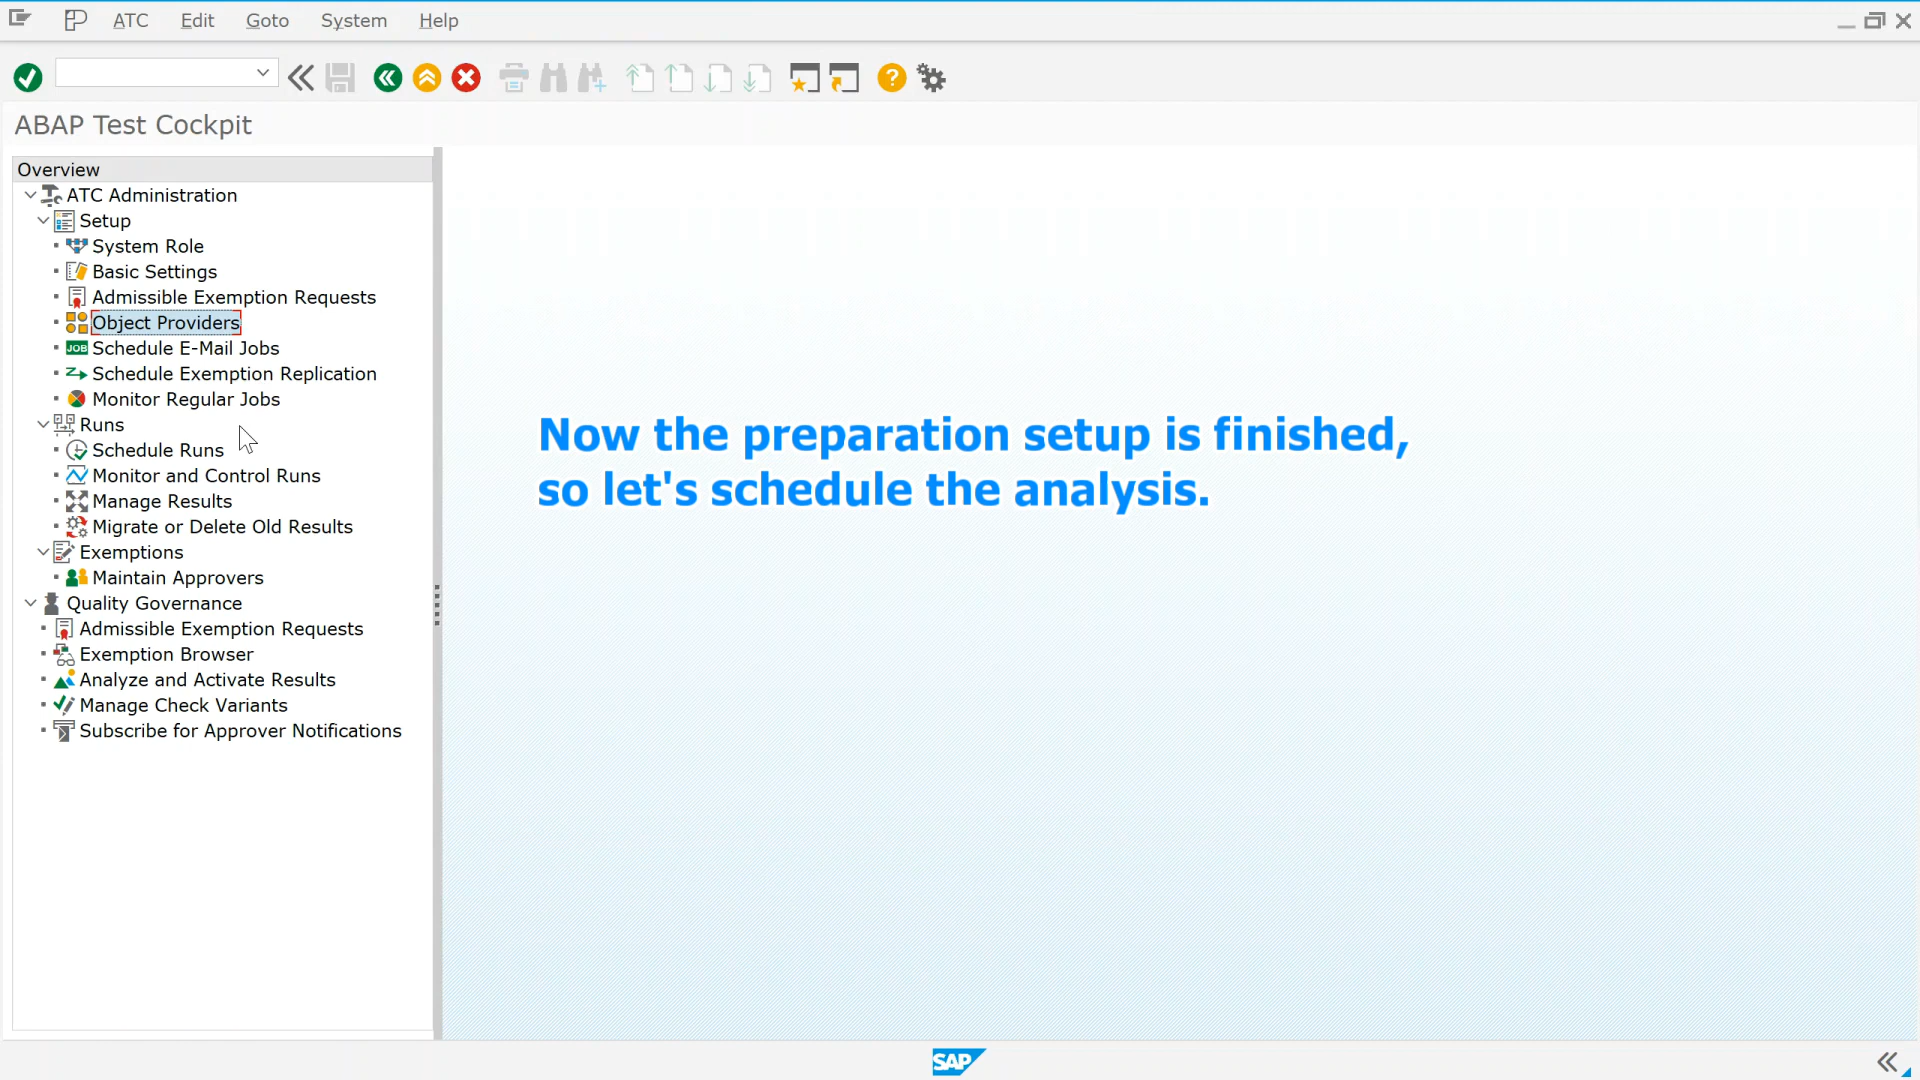 ATC Edit Goto System Help
ABAP Test Cockpit
Overview
ATC Administration
Setup
System Role
Basic Settings
Admissible Exemption Requests
Object Providers
JOB Schedule E-Mail Jobs
Schedule Exemption Replication
Monitor Regular Jobs
Runs
Schedule Runs
Monitor and Control Runs
Manage Results
Migrate or Delete Old Results
Exemptions
Maintain Approvers
Quality Governance
Admissible Exemption Requests
Exemption Browser
Analyze and Activate Results
Manage Check Variants
Subscribe for Approver Notifications
Now the preparation setup is finished,
so let's schedule the analysis.
SAP